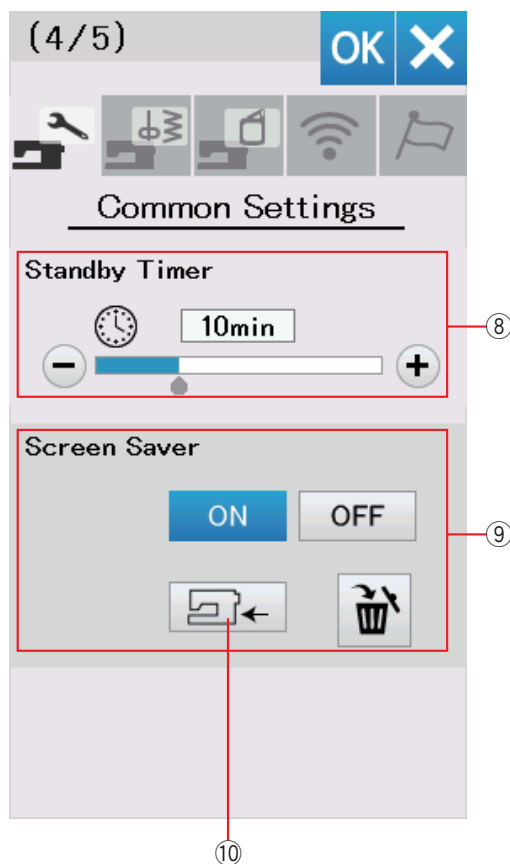 (4/5)
OK
Common Settings
Standby Timer
10min
⑧
Screen Saver
ON OFF
⑨
⑩